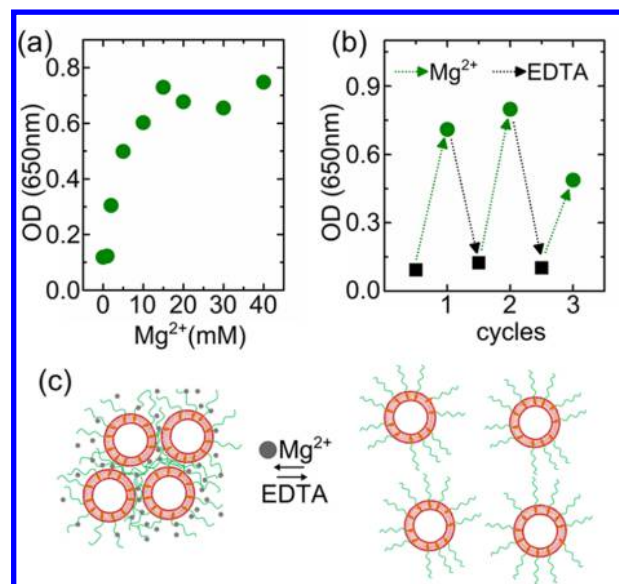 (a)
OD (650nm)
0.8
0.6
0.4
0.2
0.0
0 10 20 30 40
Mg²⁺(mM)
(b)
Mg²⁺ EDTA
OD (650nm)
0.9
0.6
0.3
0.0
1 2 3
cycles
(c)
Mg²⁺
EDTA